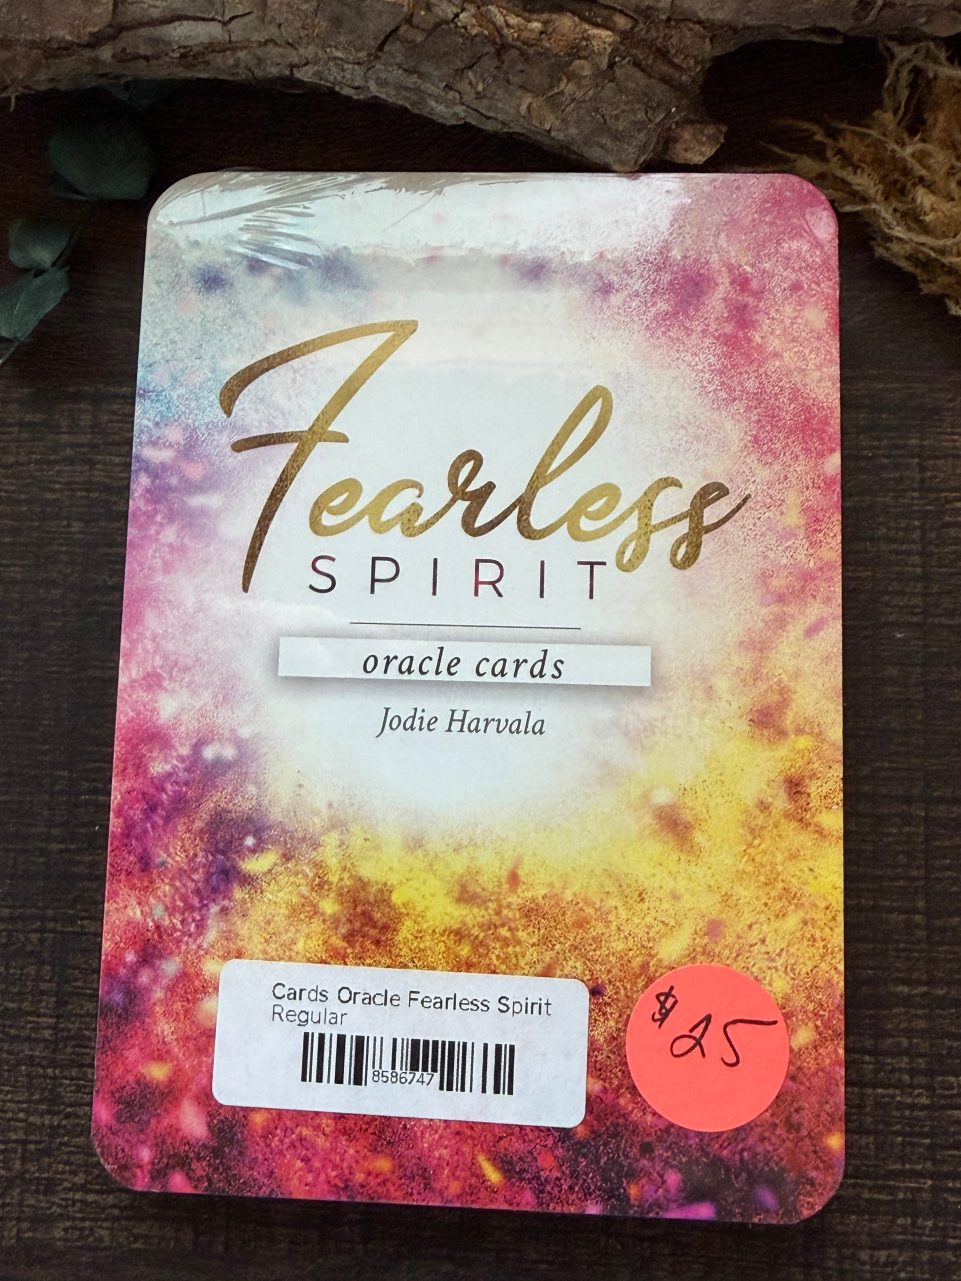 Fearless
SPIRIT
oracle cards
Jodie Harvala
Cards Oracle Fearless Spirit
Regular
8586747
$25